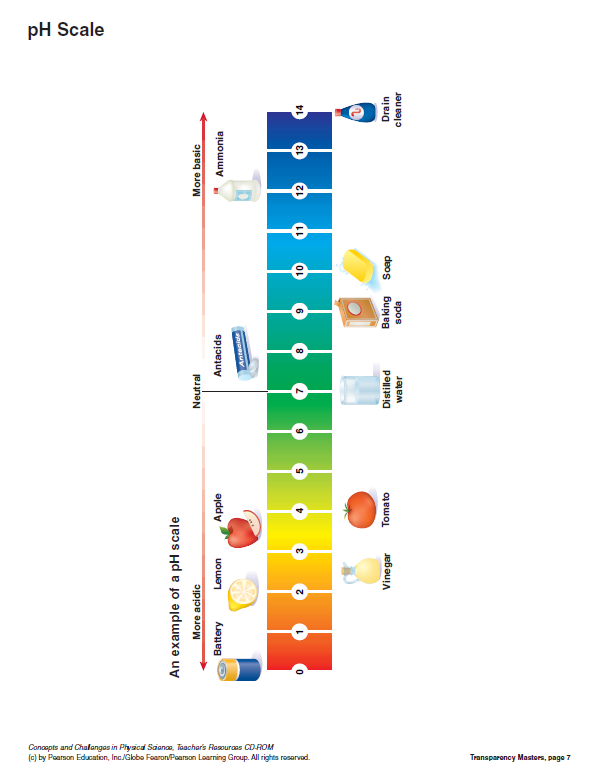 pH Scale
An example of a pH scale
More acidic
Neutral
More basic
Battery
Lemon
Apple
Antacids
Antacids
Ammonia
0
1
2
3
4
5
6
7
8
9
10
11
12
13
14
Vinegar
Tomato
Distilled
water
Baking
soda
Soap
Drain
cleaner
Concepts and Challenges in Physical Science, Teacher's Resources CD-ROM
(c) by Pearson Education, Inc./Globe Fearon/Pearson Learning Group. All rights reserved.
Transparency Masters, page 7